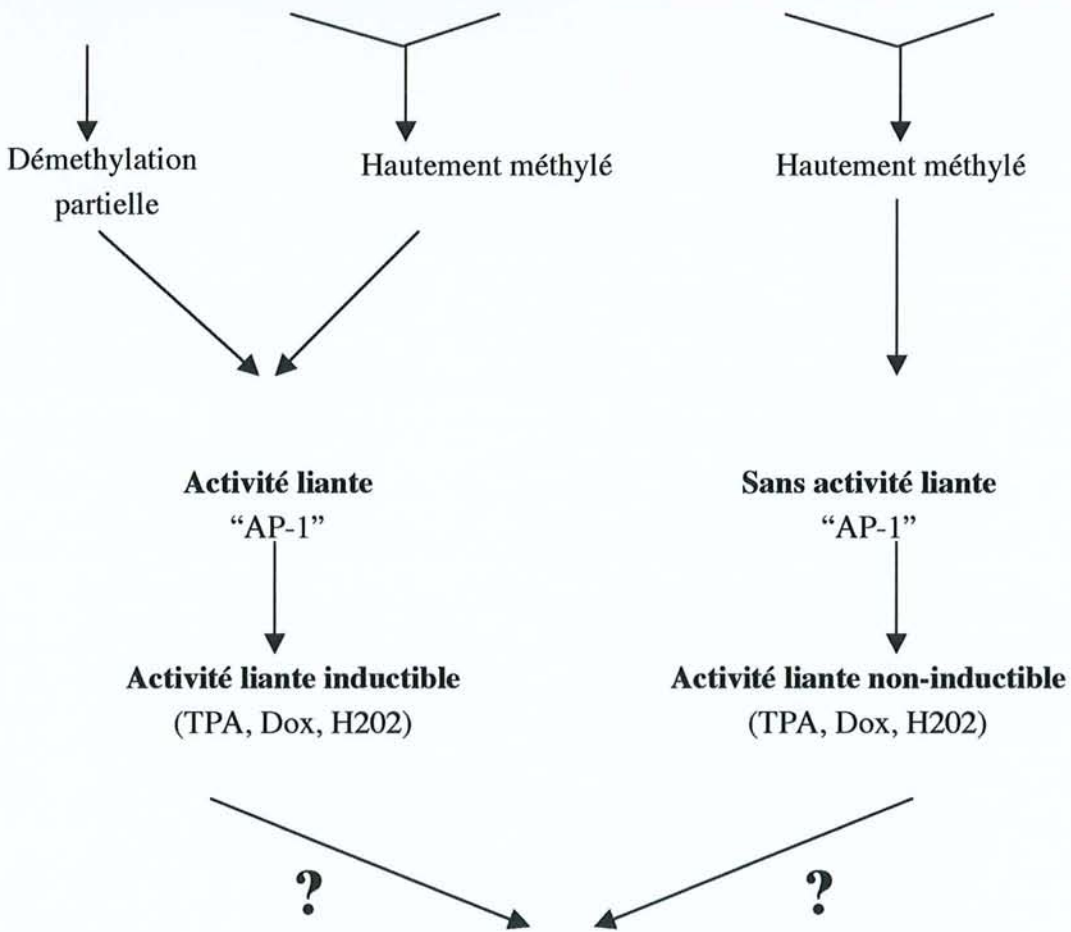 Démethylation
partielle
Hautement méthylé
Hautement méthylé
Activité liante
“AP-1”
Sans activité liante
“AP-1”
Activité liante inductible
(TPA, Dox, H202)
Activité liante non-inductible
(TPA, Dox, H202)
?
?